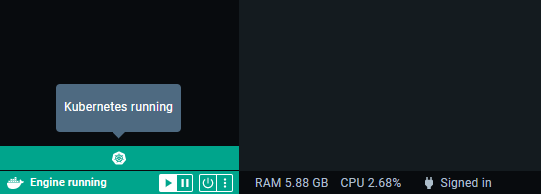 Kubernetes running
Engine running
RAM 5.88 GB CPU 2.68% Signed in